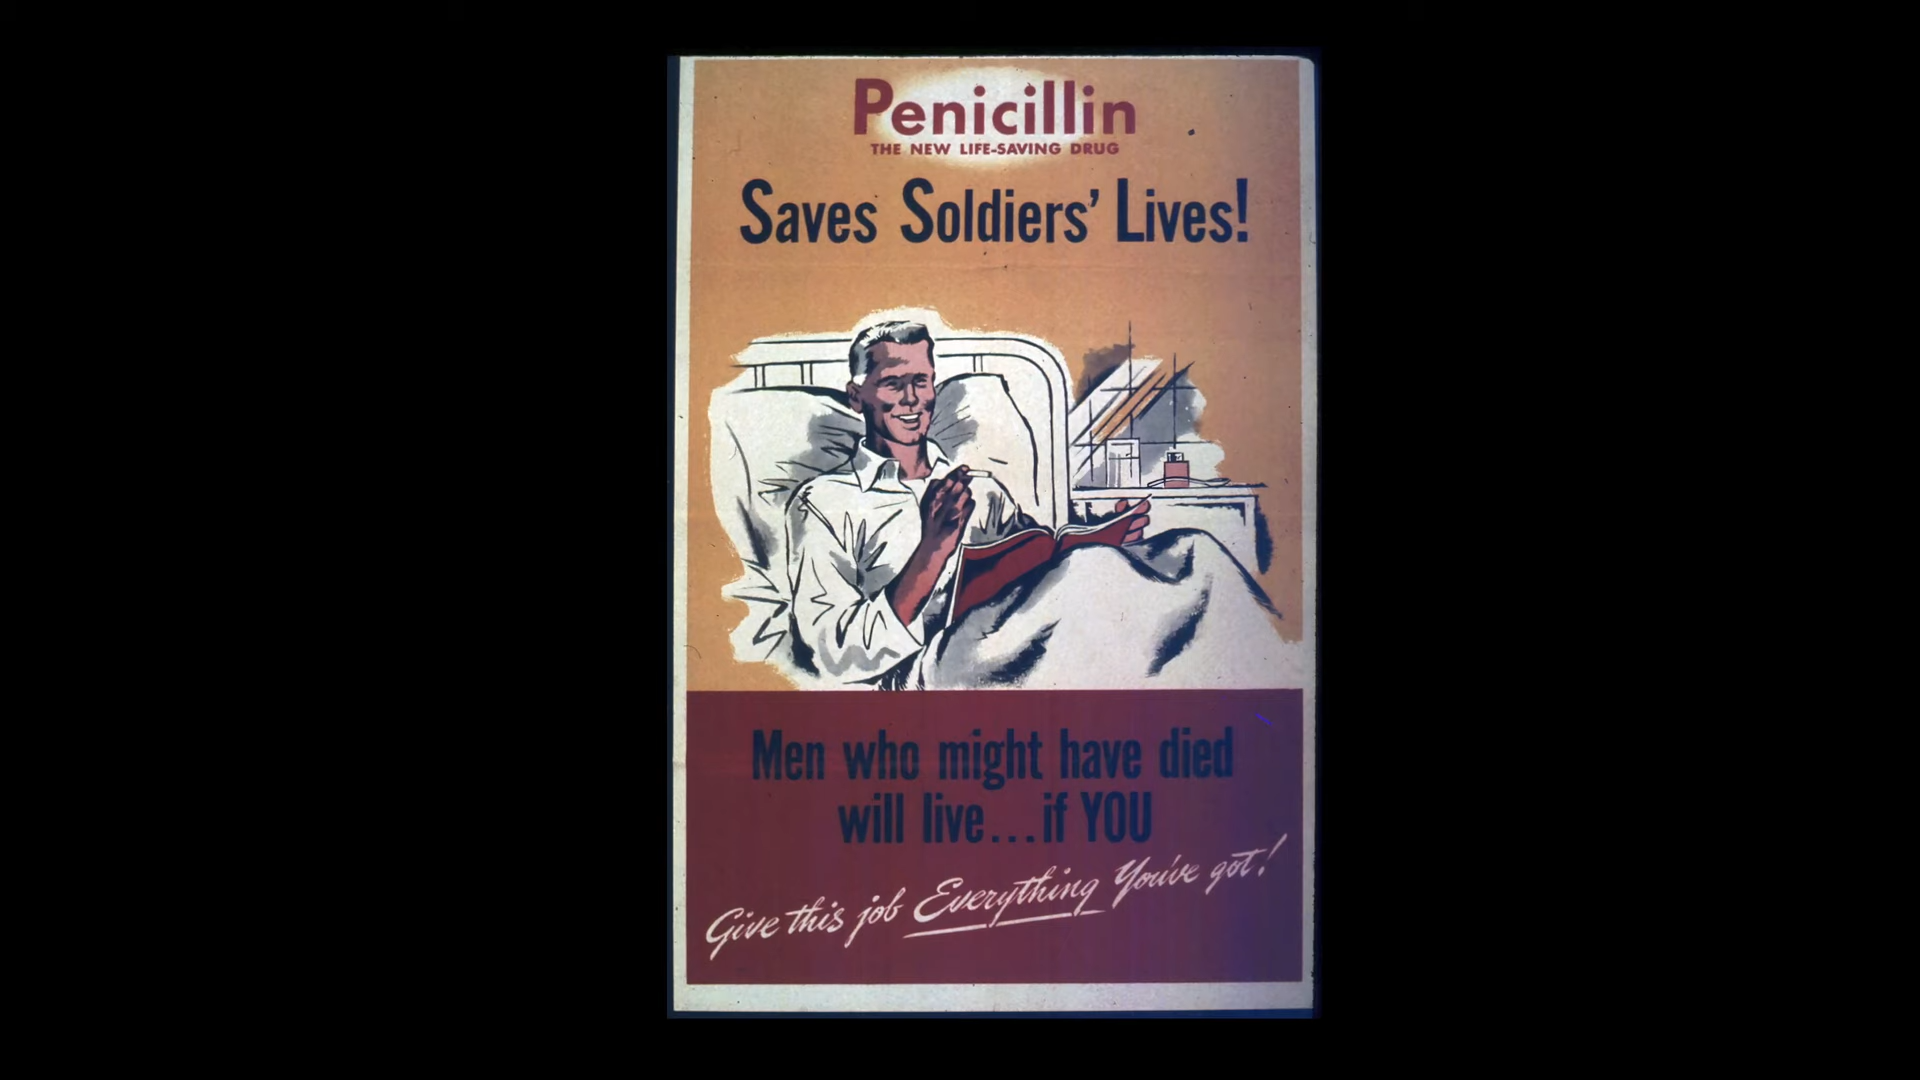 Penicillin
THE NEW LIFE-SAVING DRUG
Saves Soldiers' Lives!
Men who might have died
will live...if YOU
Give this job Everything You've got!